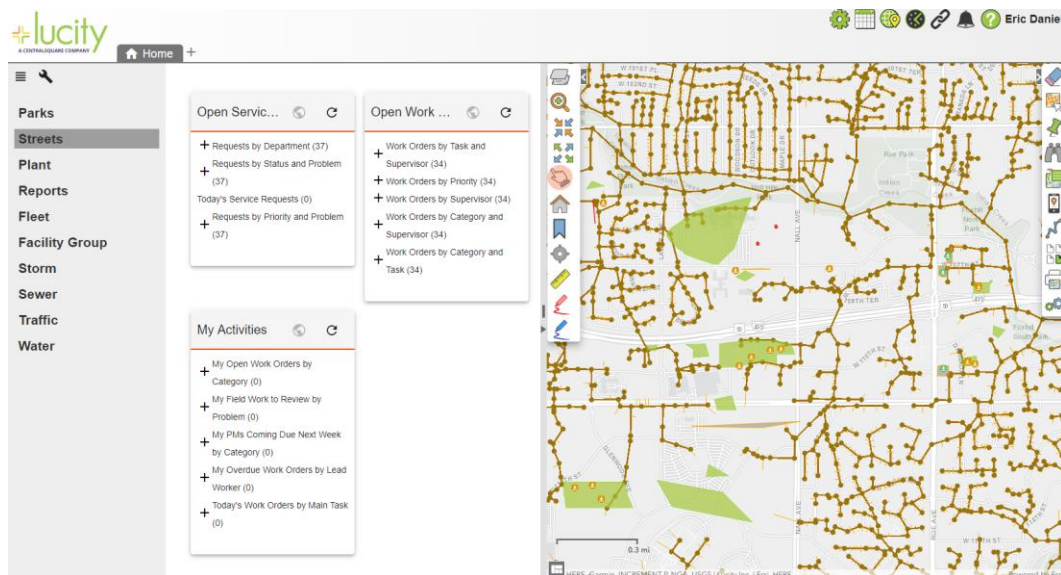 lucity
A CENTRALSQUARE COMPANY
Home +
Eric Danie
Parks
Streets
Plant
Reports
Fleet
Facility Group
Storm
Sewer
Traffic
Water
Open Servic...
Requests by Department (37)
Requests by Status and Problem
(37)
Today's Service Requests (0)
Requests by Priority and Problem
(37)
Open Work ...
Work Orders by Task and
Supervisor (34)
Work Orders by Priority (34)
Work Orders by Supervisor (34)
Work Orders by Category and
Supervisor (34)
Work Orders by Category and
Task (34)
My Activities
My Open Work Orders by
Category (0)
My Field Work to Review by
Problem (0)
My PMs Coming Due Next Week
by Category (0)
My Overdue Work Orders by Lead
Worker (0)
Today's Work Orders by Main Task
(0)
NALL AVE
NALL AVE
0.3 mi